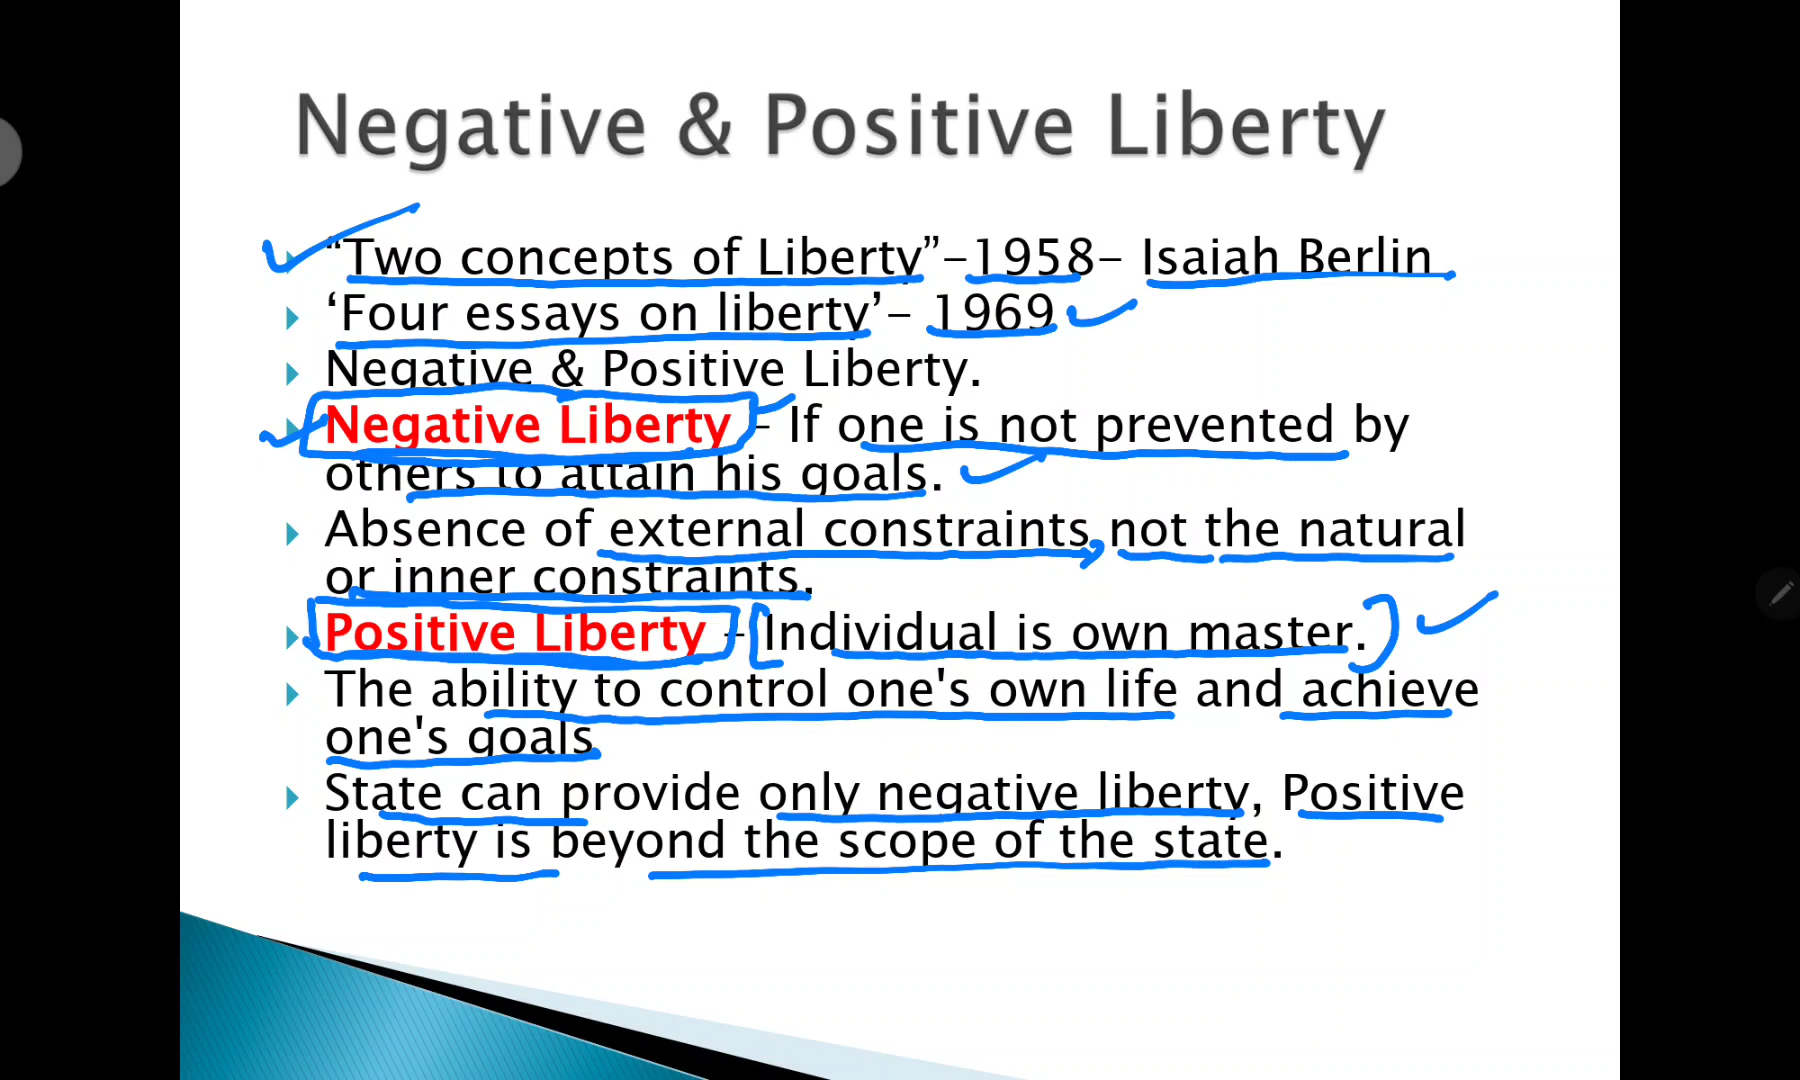 Negative & Positive Liberty
“Two concepts of Liberty”-1958- Isaiah Berlin
‘Four essays on liberty’- 1969
Negative & Positive Liberty.
Negative Liberty - If one is not prevented by
others to attain his goals.
Absence of external constraints, not the natural
or inner constraints.
Positive Liberty - Individual is own master.
The ability to control one's own life and achieve
one's goals
State can provide only negative liberty, Positive
liberty is beyond the scope of the state.